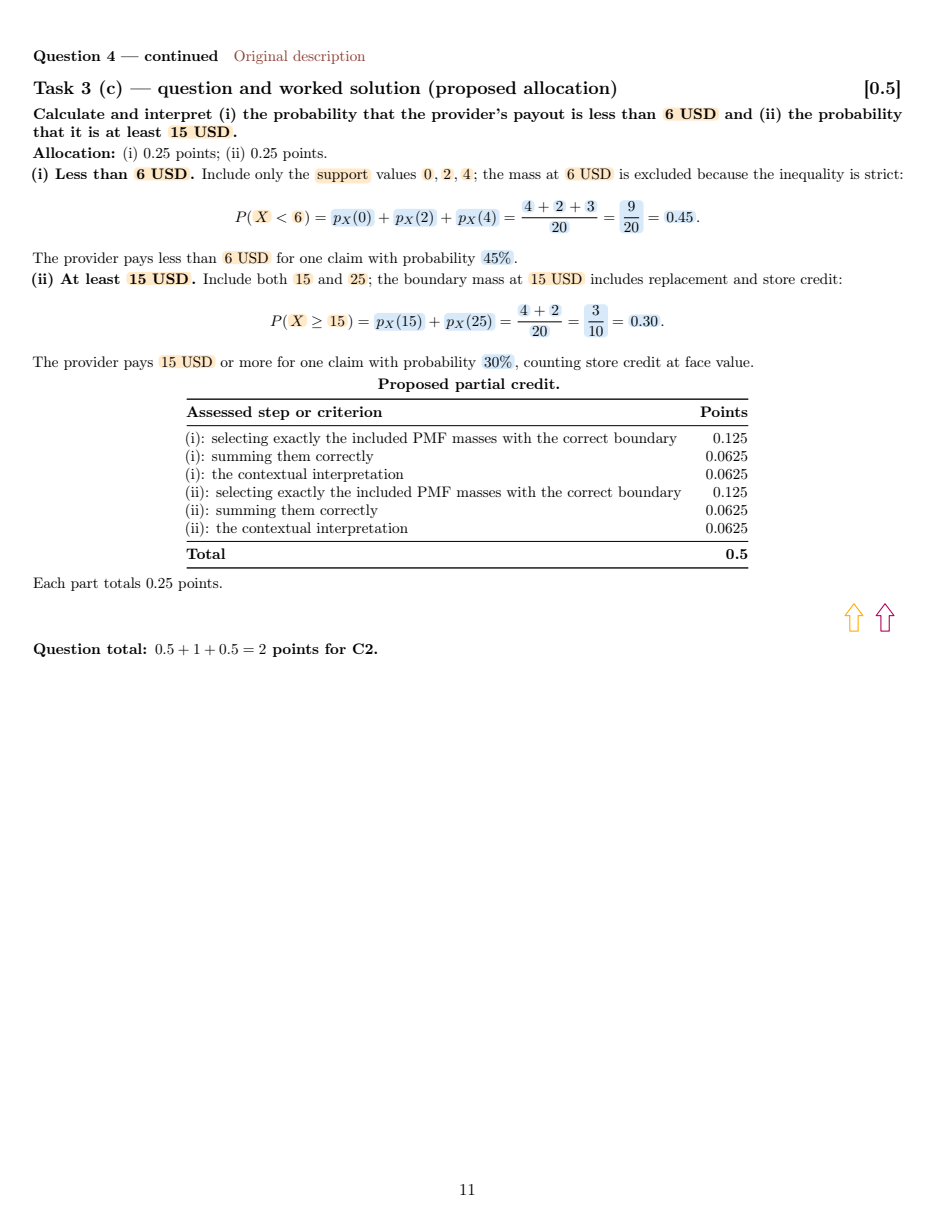 Question 4 — continued Original description
Task 3 (c) — question and worked solution (proposed allocation) [0.5]
Calculate and interpret (i) the probability that the provider's payout is less than 6 USD and (ii) the probability
that it is at least 15 USD.
Allocation: (i) 0.25 points; (ii) 0.25 points.
(i) Less than 6 USD. Include only the support values 0, 2, 4; the mass at 6 USD is excluded because the inequality is strict:
P(X < 6) = p_X(0) + p_X(2) + p_X(4) = (4 + 2 + 3)/20 = 9/20 = 0.45.
The provider pays less than 6 USD for one claim with probability 45%.
(ii) At least 15 USD. Include both 15 and 25; the boundary mass at 15 USD includes replacement and store credit:
P(X ≥ 15) = p_X(15) + p_X(25) = (4 + 2)/20 = 3/10 = 0.30.
The provider pays 15 USD or more for one claim with probability 30%, counting store credit at face value.
Proposed partial credit.
Assessed step or criterion Points
(i): selecting exactly the included PMF masses with the correct boundary 0.125
(i): summing them correctly 0.0625
(i): the contextual interpretation 0.0625
(ii): selecting exactly the included PMF masses with the correct boundary 0.125
(ii): summing them correctly 0.0625
(ii): the contextual interpretation 0.0625
Total 0.5
Each part totals 0.25 points.
Question total: 0.5 + 1 + 0.5 = 2 points for C2.
11